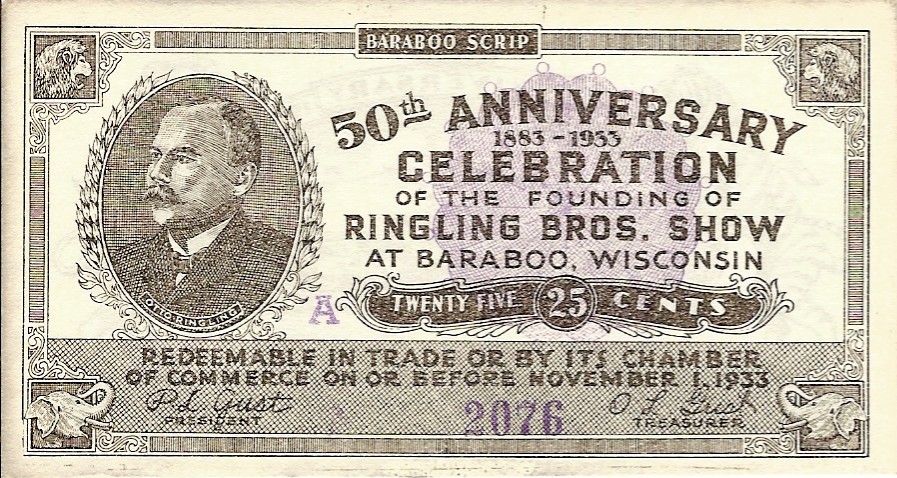 BARABOO SCRIP
50th ANNIVERSARY
1883-1933
CELEBRATION
OF THE FOUNDING OF
RINGLING BROS. SHOW
AT BARABOO, WISCONSIN
TWENTY FIVE 25 CENTS
OTTO RINGLING
A
REDEEMABLE IN TRADE OR BY ITS CHAMBER
OF COMMERCE ON OR BEFORE NOVEMBER 1, 1933
PRESIDENT
2076
TREASURER